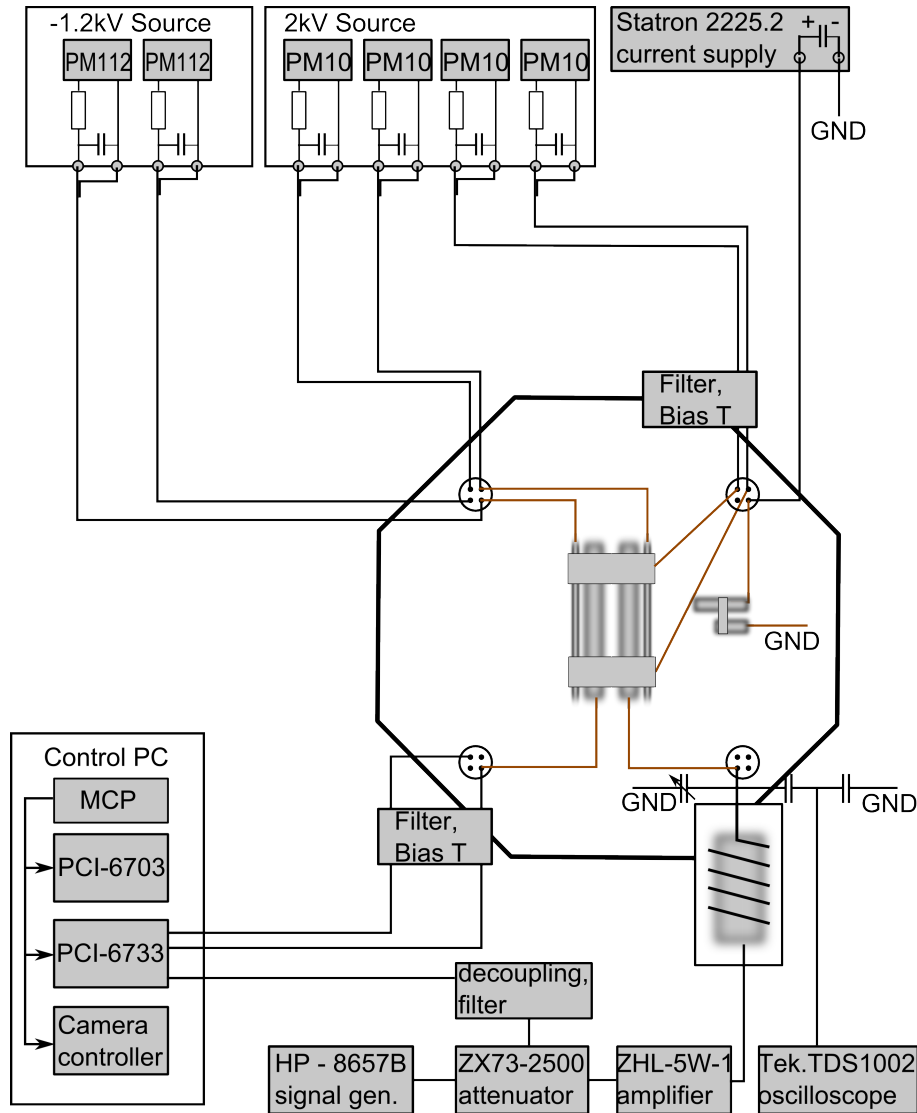 -1.2kV Source
PM112
PM112
2kV Source
PM10
PM10
PM10
PM10
Statron 2225.2
current supply
+ -
GND
Filter,
Bias T
GND
Control PC
MCP
PCI-6703
PCI-6733
Camera
controller
Filter,
Bias T
GND
GND
decoupling,
filter
HP - 8657B
signal gen.
ZX73-2500
attenuator
ZHL-5W-1
amplifier
Tek.TDS1002
oscilloscope